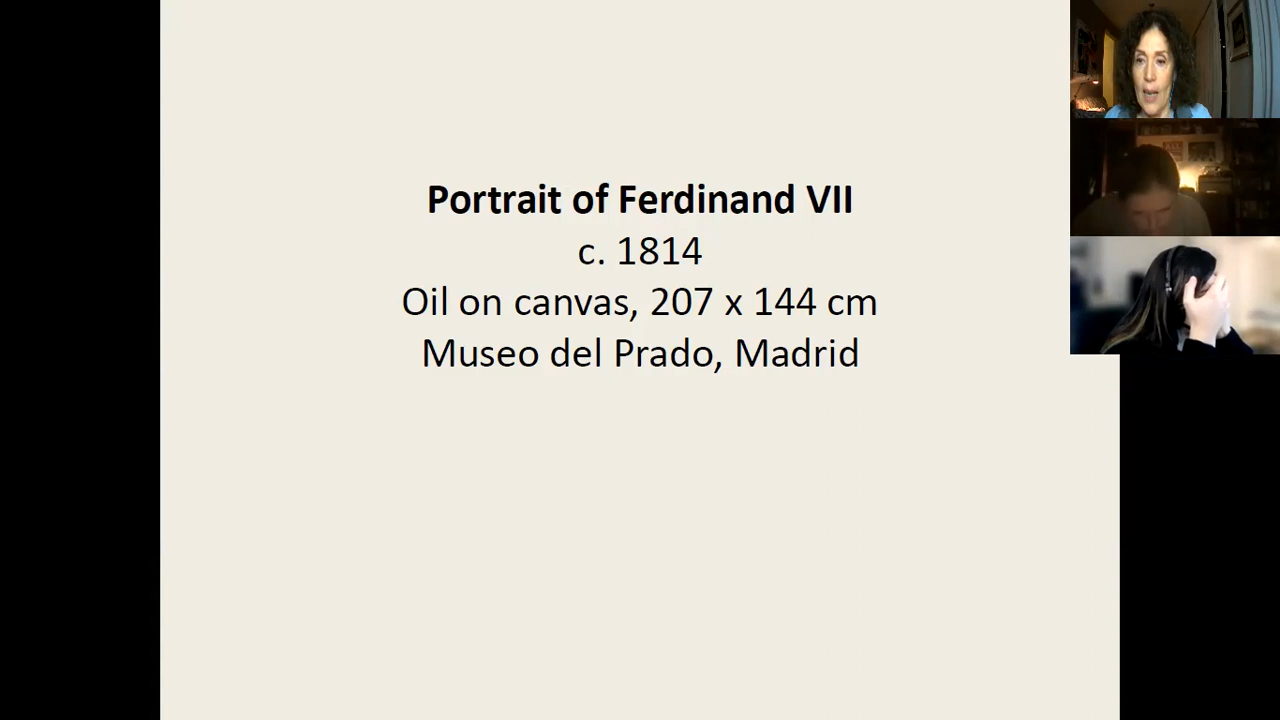 Portrait of Ferdinand VII
c. 1814
Oil on canvas, 207 x 144 cm
Museo del Prado, Madrid